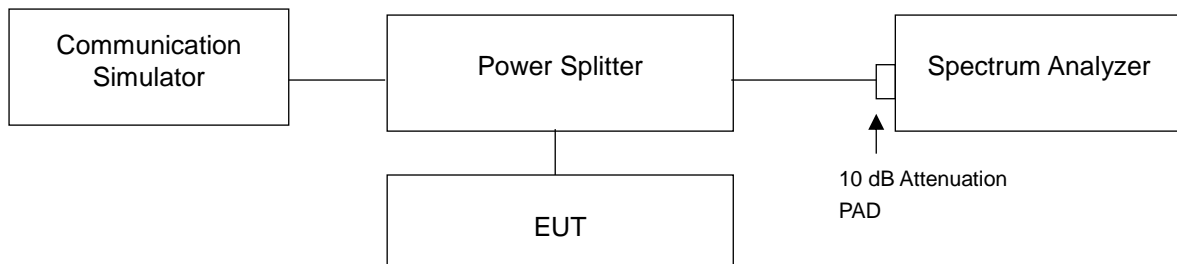 Communication
Simulator
Power Splitter
Spectrum Analyzer
10 dB Attenuation
PAD
EUT